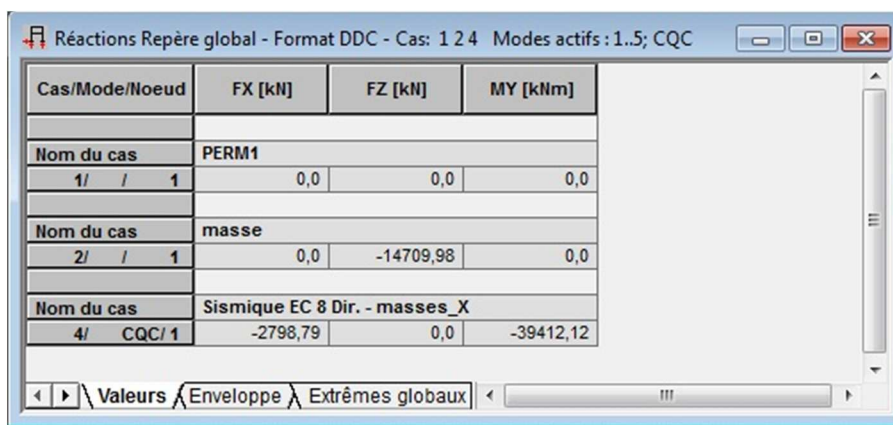 Réactions Repère global - Format DDC - Cas: 1 2 4 Modes actifs : 1..5; CQC
Cas/Mode/Noeud FX [kN] FZ [kN] MY [kNm]
Nom du cas PERM1
1/ / 1 0,0 0,0 0,0
Nom du cas masse
2/ / 1 0,0 -14709,98 0,0
Nom du cas Sismique EC 8 Dir. - masses_X
4/ CQC/ 1 -2798,79 0,0 -39412,12
Valeurs Enveloppe Extrêmes globaux